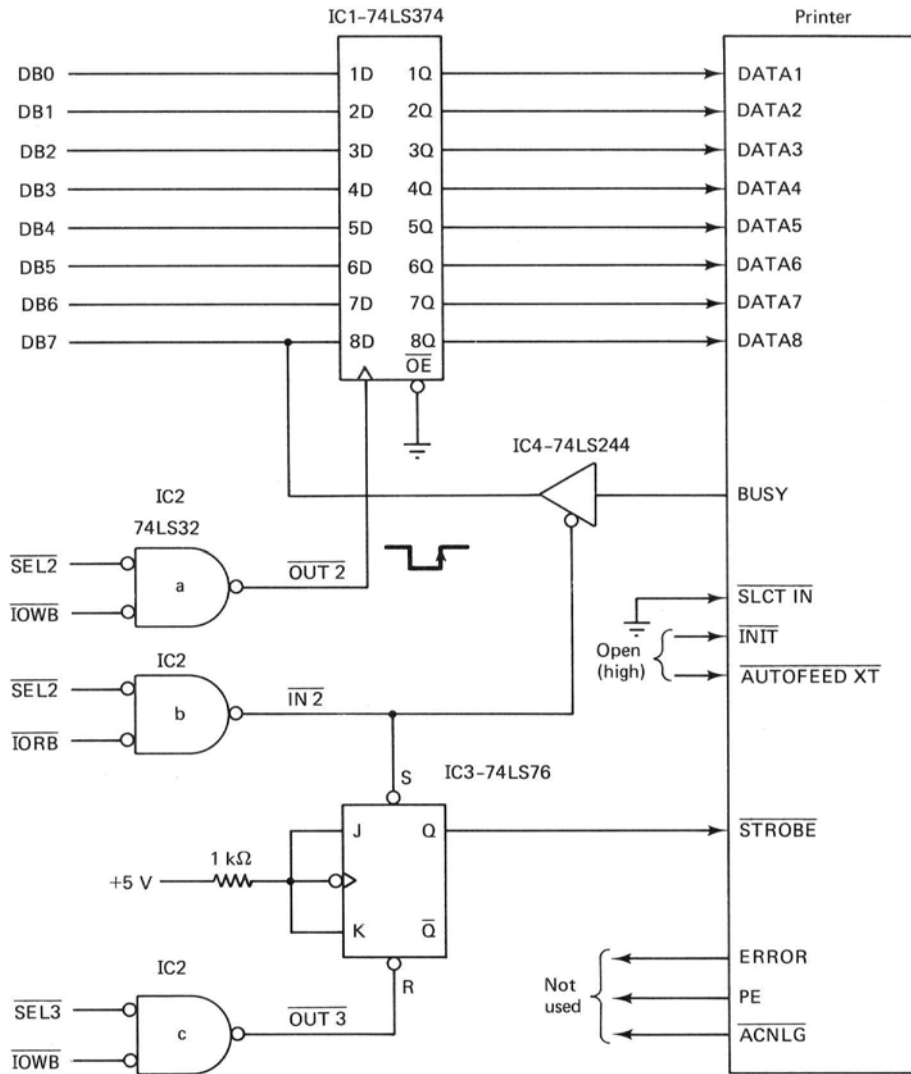 IC1-74LS374
Printer
DB0
1D
1Q
DATA1
DB1
2D
2Q
DATA2
DB2
3D
3Q
DATA3
DB3
4D
4Q
DATA4
DB4
5D
5Q
DATA5
DB5
6D
6Q
DATA6
DB6
7D
7Q
DATA7
DB7
8D
8Q
DATA8
OE
IC4-74LS244
BUSY
IC2
74LS32
SEL2
a
OUT 2
IOWB
SLCT IN
Open
(high)
INIT
AUTOFEED XT
IC2
SEL2
b
IN 2
IORB
IC3-74LS76
S
J
Q
STROBE
1 kΩ
+5 V
K
Q
R
IC2
SEL3
c
OUT 3
IOWB
Not
used
ERROR
PE
ACNLG